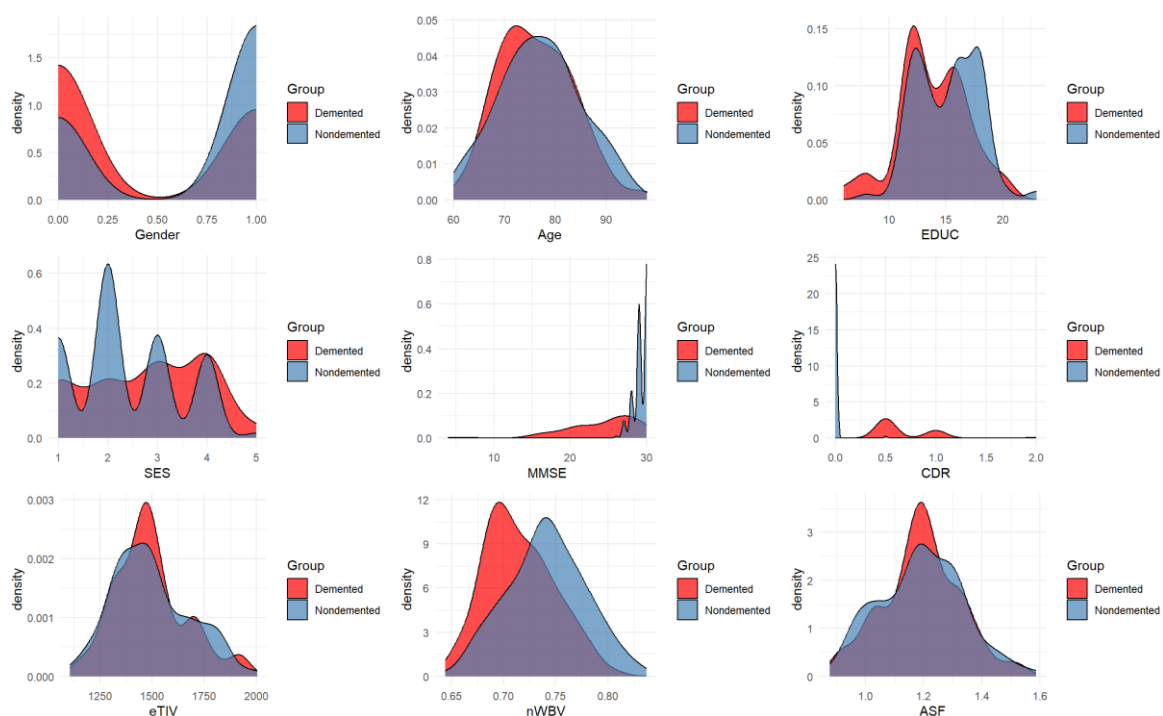 density
1.5
1.0
0.5
0.0
0.00 0.25 0.50 0.75 1.00
Gender
Group
Demented
Nondemented
density
0.05
0.04
0.03
0.02
0.01
0.00
60 70 80 90
Age
Group
Demented
Nondemented
density
0.15
0.10
0.05
0.00
10 15 20
EDUC
Group
Demented
Nondemented
density
0.6
0.4
0.2
0.0
1 2 3 4 5
SES
Group
Demented
Nondemented
density
0.8
0.6
0.4
0.2
0.0
10 20 30
MMSE
Group
Demented
Nondemented
density
25
20
15
10
5
0
0.0 0.5 1.0 1.5 2.0
CDR
Group
Demented
Nondemented
density
0.003
0.002
0.001
0.000
1250 1500 1750 2000
eTIV
Group
Demented
Nondemented
density
12
9
6
3
0
0.65 0.70 0.75 0.80
nWBV
Group
Demented
Nondemented
density
3
2
1
0
1.0 1.2 1.4 1.6
ASF
Group
Demented
Nondemented